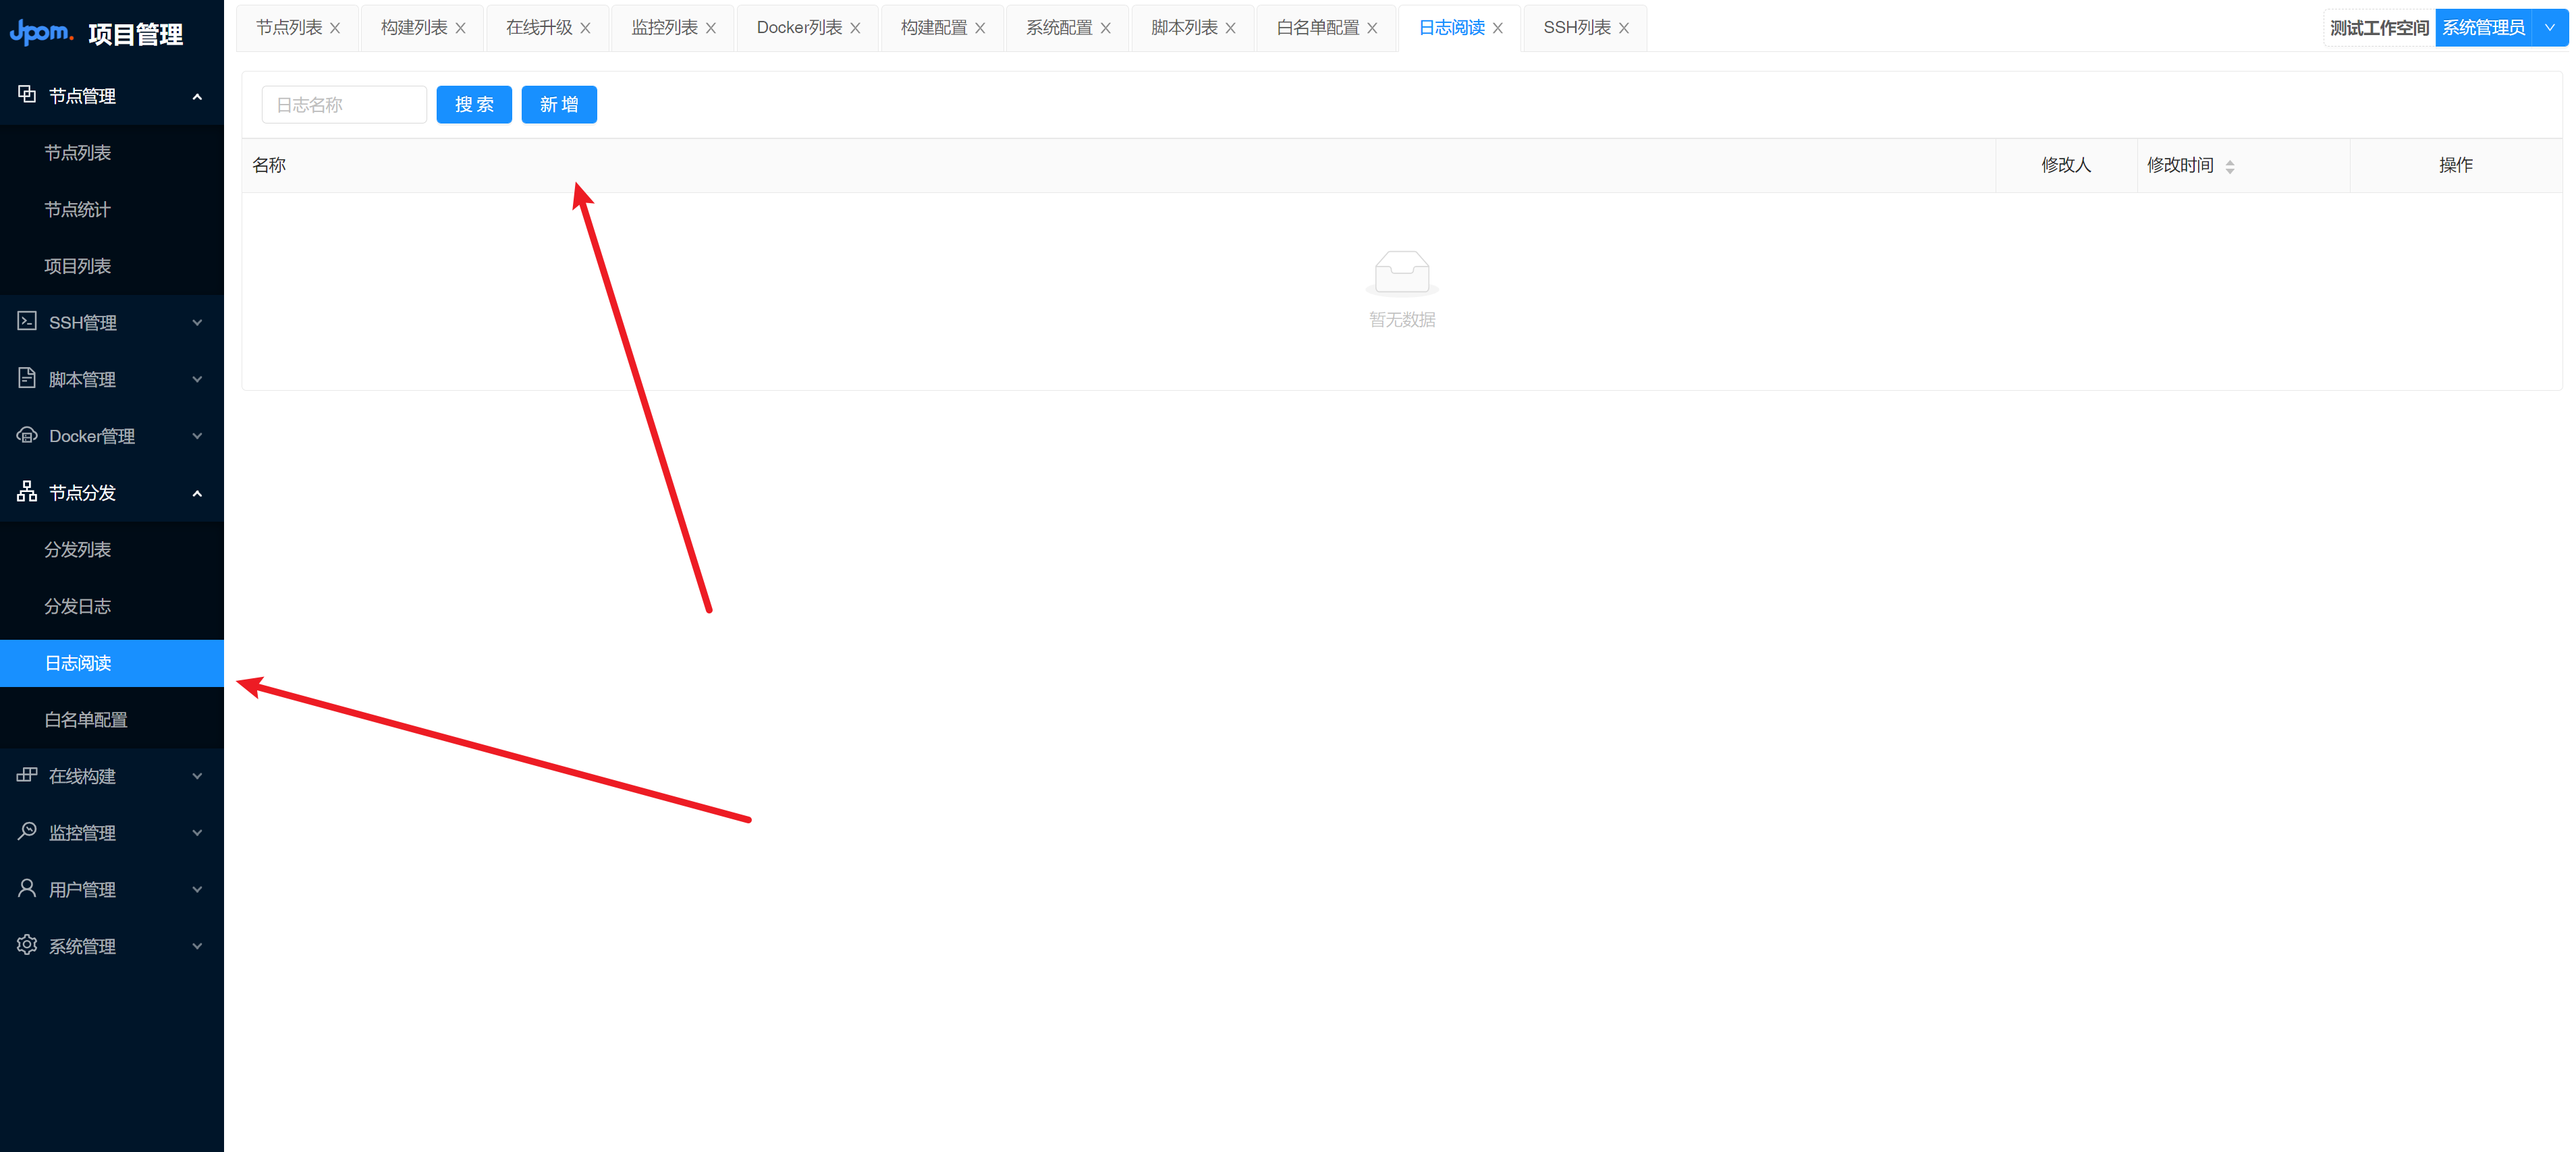 Jpom. 项目管理
节点列表 构建列表 在线升级 监控列表 Docker列表 构建配置 系统配置 脚本列表 白名单配置 日志阅读 SSH列表
测试工作空间 系统管理员
节点管理
节点列表
节点统计
项目列表
SSH管理
脚本管理
Docker管理
节点分发
分发列表
分发日志
日志阅读
白名单配置
在线构建
监控管理
用户管理
系统管理
日志名称 搜 索 新 增
名称 修改人 修改时间 操作
暂无数据